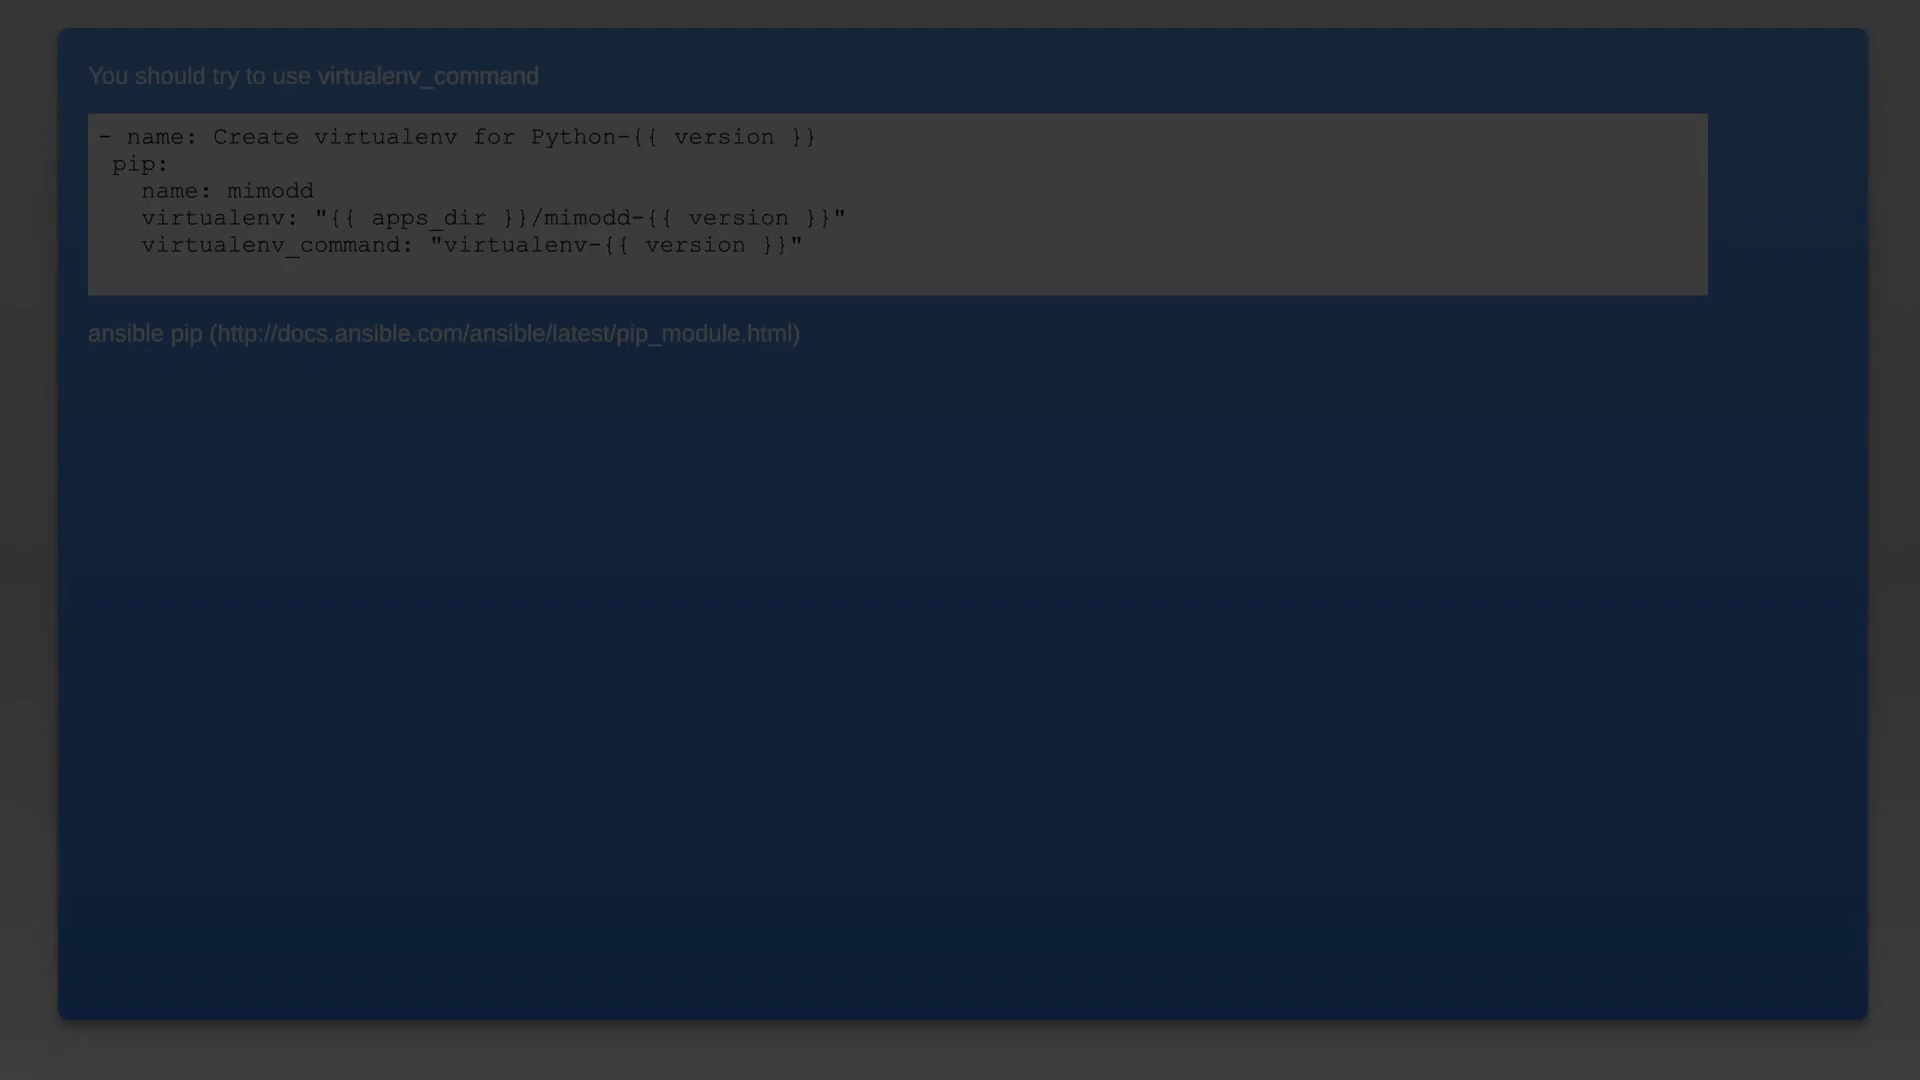 You should try to use virtualenv_command
- name: Create virtualenv for Python-{{ version }}
 pip:
   name: mimodd
   virtualenv: "{{ apps_dir }}/mimodd-{{ version }}"
   virtualenv_command: "virtualenv-{{ version }}"
ansible pip (http://docs.ansible.com/ansible/latest/pip_module.html)